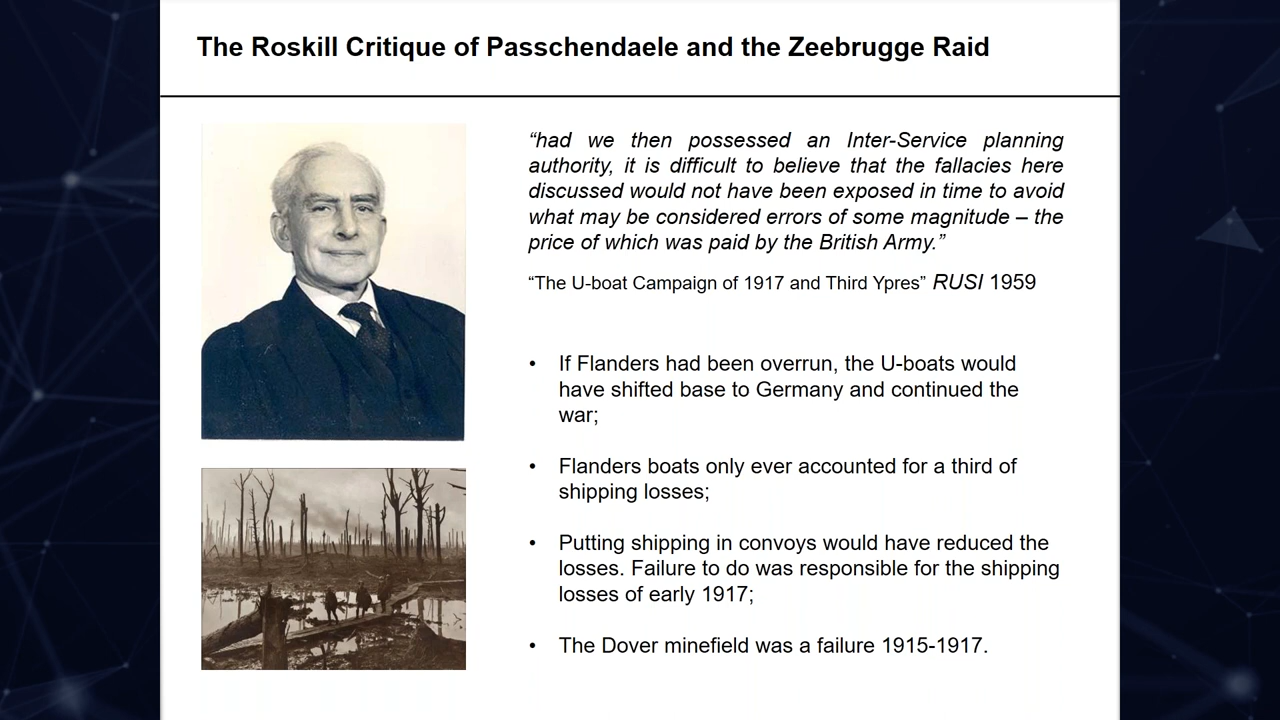 The Roskill Critique of Passchendaele and the Zeebrugge Raid
“had we then possessed an Inter-Service planning
authority, it is difficult to believe that the fallacies here
discussed would not have been exposed in time to avoid
what may be considered errors of some magnitude – the
price of which was paid by the British Army.”
“The U-boat Campaign of 1917 and Third Ypres” RUSI 1959
• If Flanders had been overrun, the U-boats would
have shifted base to Germany and continued the
war;
• Flanders boats only ever accounted for a third of
shipping losses;
• Putting shipping in convoys would have reduced the
losses. Failure to do was responsible for the shipping
losses of early 1917;
• The Dover minefield was a failure 1915-1917.